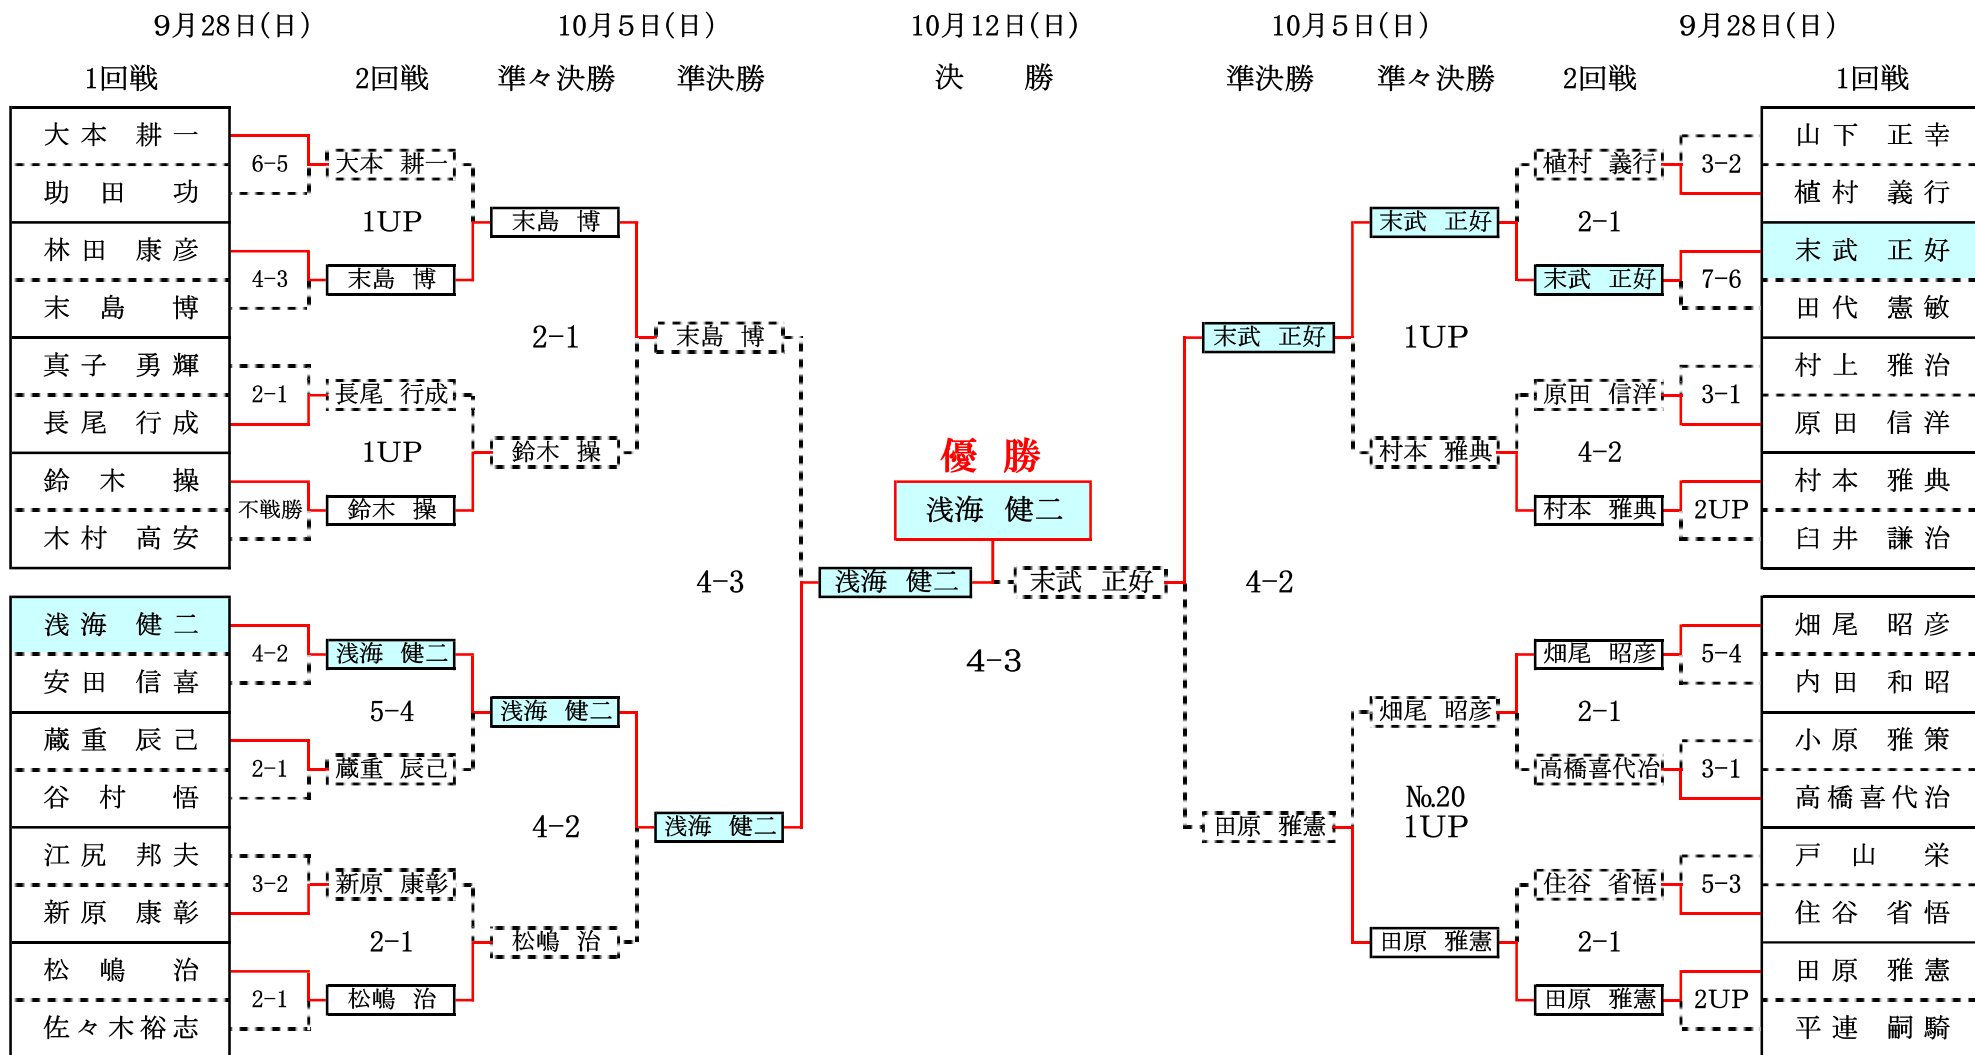 9月28日(日) 10月5日(日) 10月12日(日) 10月5日(日) 9月28日(日)
1回戦 2回戦 準々決勝 準決勝 決 勝 準決勝 準々決勝 2回戦 1回戦
大本 耕一 山下 正幸
6-5 大本 耕一 植村 義行 3-2
助田 功 植村 義行
1UP 末島 博 末武 正好 2-1
林田 康彦 末武 正好
4-3 末島 博 末武 正好 7-6
末島 博 田代 憲敏
2-1 末島 博 末武 正好 1UP
真子 勇輝 村上 雅治
2-1 長尾 行成 原田 信洋 3-1
長尾 行成 原田 信洋
1UP 鈴木 操 優 勝 村本 雅典 4-2
鈴木 操 村本 雅典
不戦勝 鈴木 操 浅海 健二 村本 雅典 2UP
木村 高安 臼井 謙治
4-3 浅海 健二 末武 正好 4-2
浅海 健二 畑尾 昭彦
4-2 浅海 健二 4-3 畑尾 昭彦 5-4
安田 信喜 内田 和昭
5-4 浅海 健二 畑尾 昭彦 2-1
蔵重 辰己 小原 雅策
2-1 蔵重 辰己 高橋喜代冶 3-1
谷村 悟 高橋喜代治
№20
4-2 浅海 健二 田原 雅憲 1UP
江尻 邦夫 戸山 栄
3-2 新原 康彰 住谷 省悟 5-3
新原 康彰 住谷 省悟
2-1 松嶋 治 田原 雅憲 2-1
松嶋 治 田原 雅憲
2-1 松嶋 治 田原 雅憲 2UP
佐々木裕志 平連 嗣騎